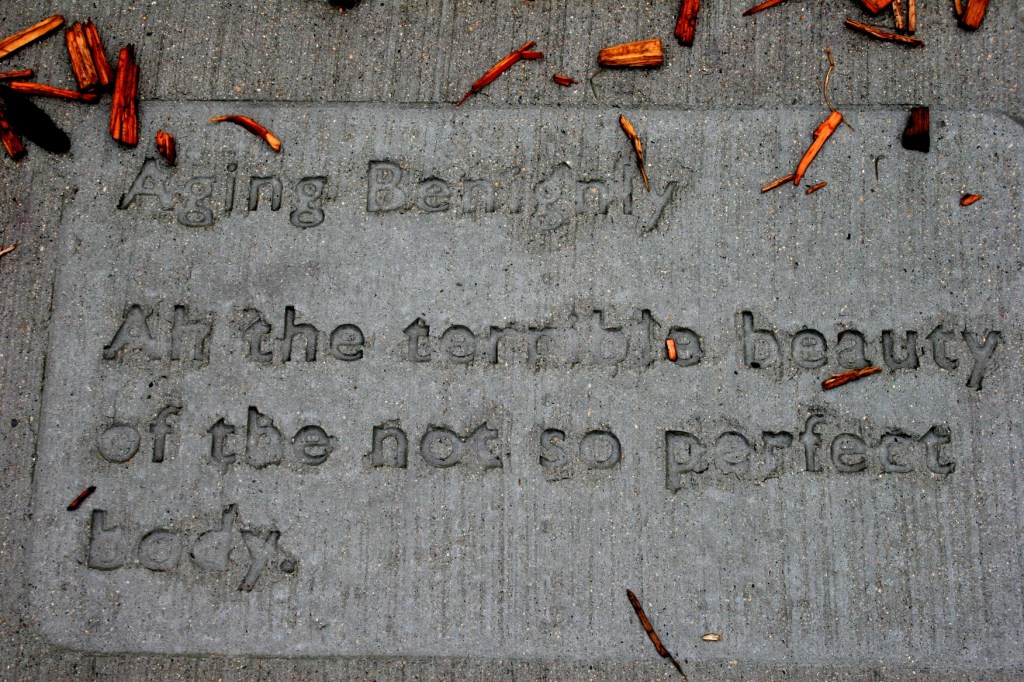 Aging Benignly
Ah the terrible beauty
of the not so perfect
body.